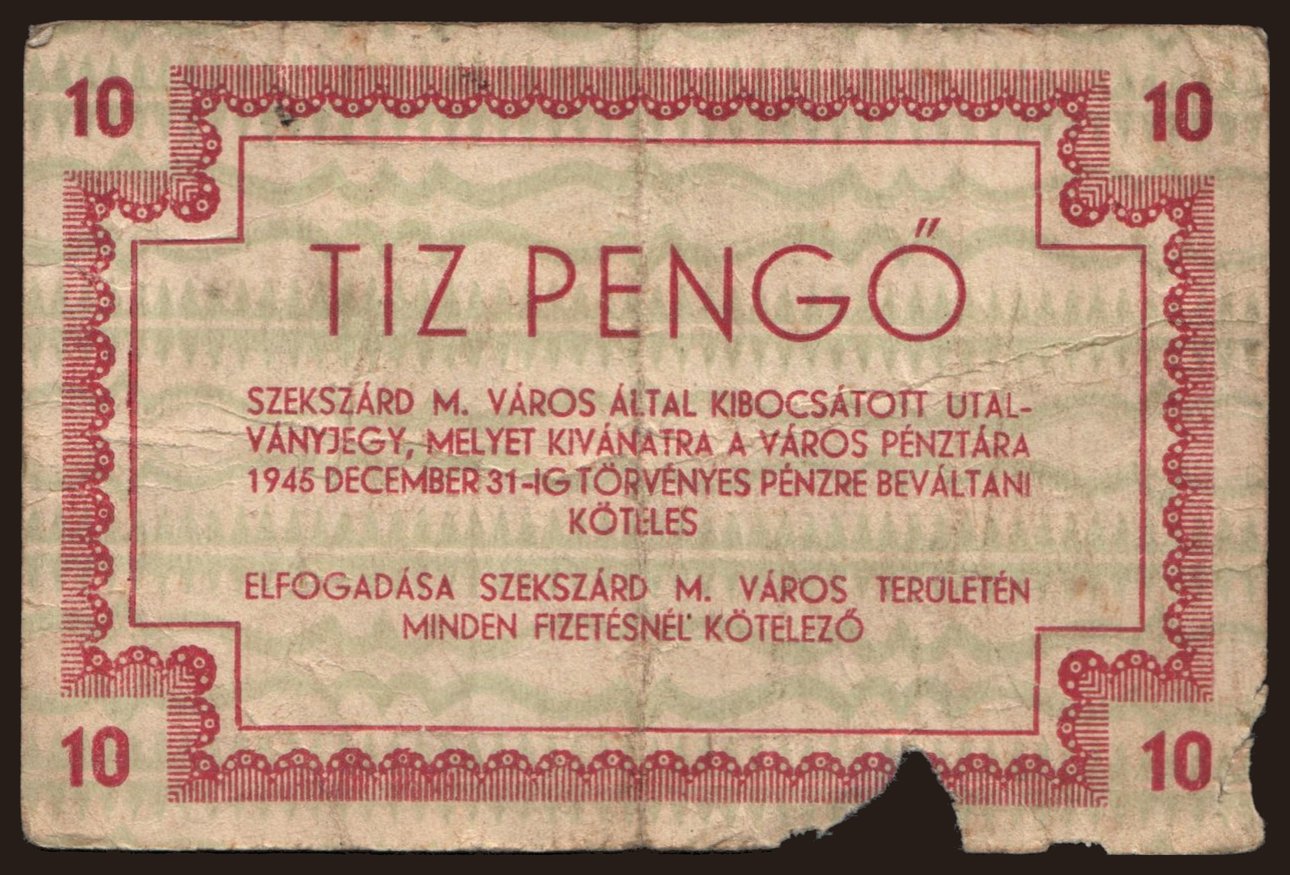 10 10
TIZ PENGŐ
SZEKSZÁRD M. VÁROS ÁLTAL KIBOCSÁTOTT UTAL-
VÁNYJEGY, MELYET KIVÁNATRA A VÁROS PÉNZTÁRA
1945 DECEMBER 31-IG TÖRVÉNYES PÉNZRE BEVÁLTANI
KÖTELES
ELFOGADÁSA SZEKSZÁRD M. VÁROS TERÜLETÉN
MINDEN FIZETÉSNÉL KÖTELEZŐ
10 10